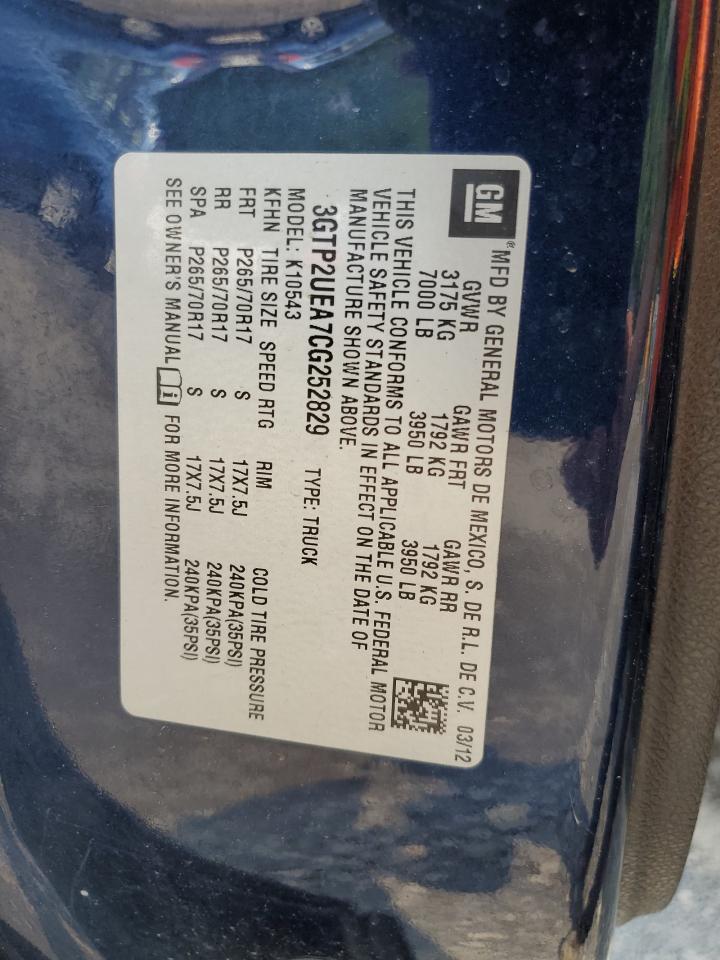 GM® MFD BY GENERAL MOTORS DE MEXICO, S. DE R.L. DE C.V. 03/12
GVWR GAWR FRT GAWR RR
3175 KG 1792 KG 1792 KG
7000 LB 3950 LB 3950 LB
THIS VEHICLE CONFORMS TO ALL APPLICABLE U.S. FEDERAL MOTOR
VEHICLE SAFETY STANDARDS IN EFFECT ON THE DATE OF
MANUFACTURE SHOWN ABOVE.
3GTP2UEA7CG252829 TYPE: TRUCK
MODEL: K10543
KFHN TIRE SIZE SPEED RTG RIM COLD TIRE PRESSURE
FRT P265/70R17 S 17X7.5J 240KPA(35PSI)
RR P265/70R17 S 17X7.5J 240KPA(35PSI)
SPA P265/70R17 S 17X7.5J 240KPA(35PSI)
SEE OWNER'S MANUAL i FOR MORE INFORMATION.